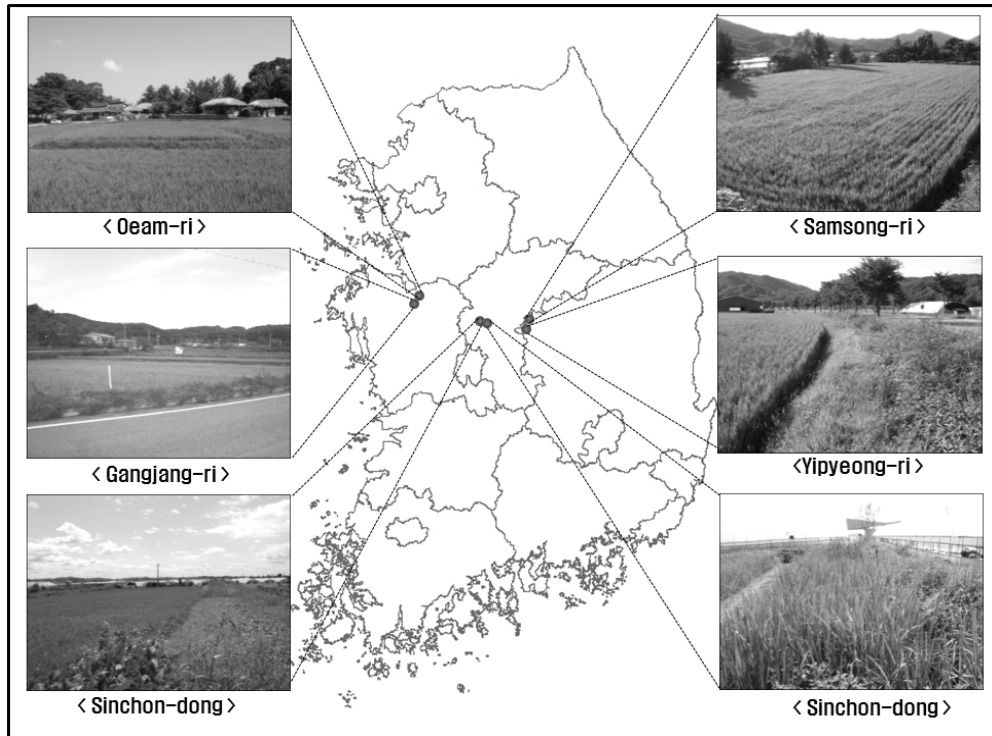 < Oeam-ri >
< Samsong-ri >
< Gangjang-ri >
<Yipyeong-ri>
< Sinchon-dong >
< Sinchon-dong >